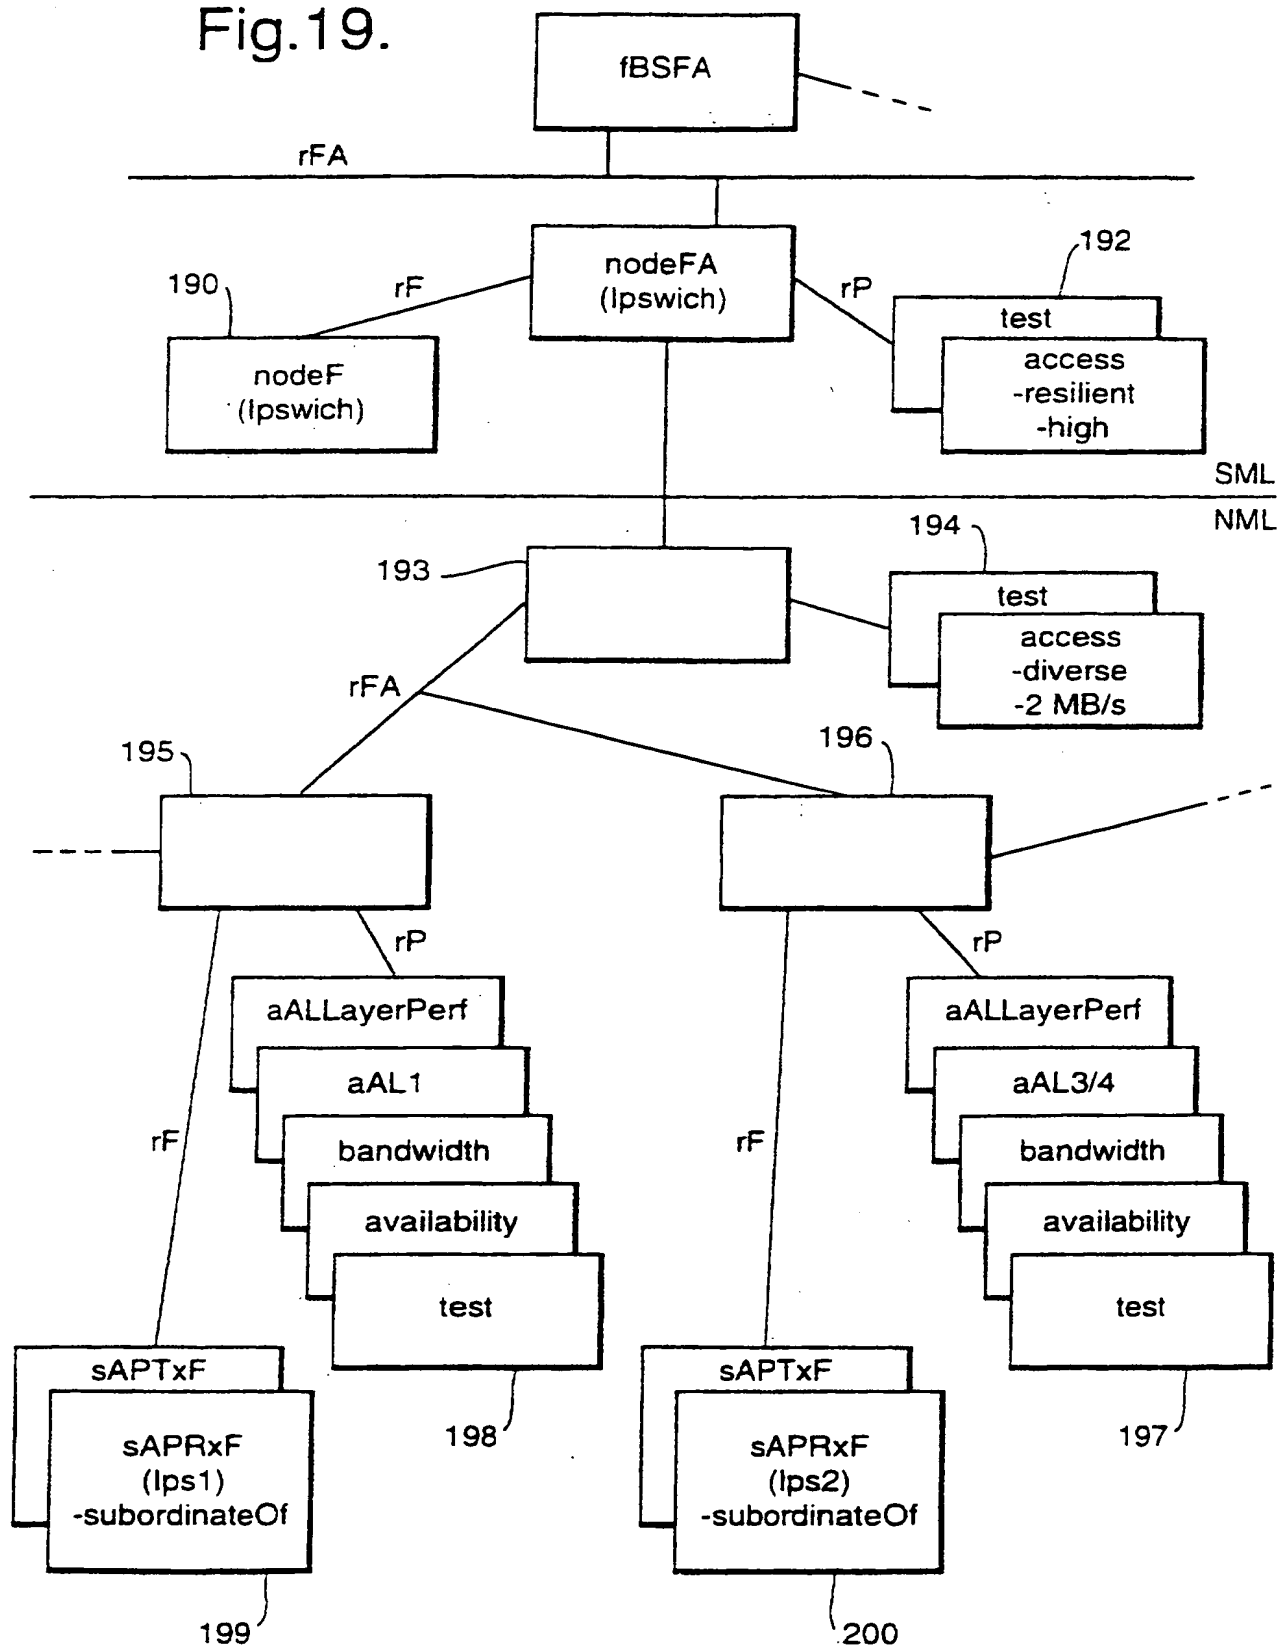 Fig.19.
fBSFA
rFA
nodeFA
(Ipswich)
192
190
rF
rP
test
nodeF
(Ipswich)
access
-resilient
-high
SML
NML
193
194
test
access
-diverse
-2 MB/s
rFA
195
196
rP
rP
aALLayerPerf
aAL1
bandwidth
availability
test
aALLayerPerf
aAL3/4
bandwidth
availability
test
rF
rF
sAPTxF
sAPRxF
(Ips1)
-subordinateOf
198
sAPTxF
sAPRxF
(Ips2)
-subordinateOf
197
199
200